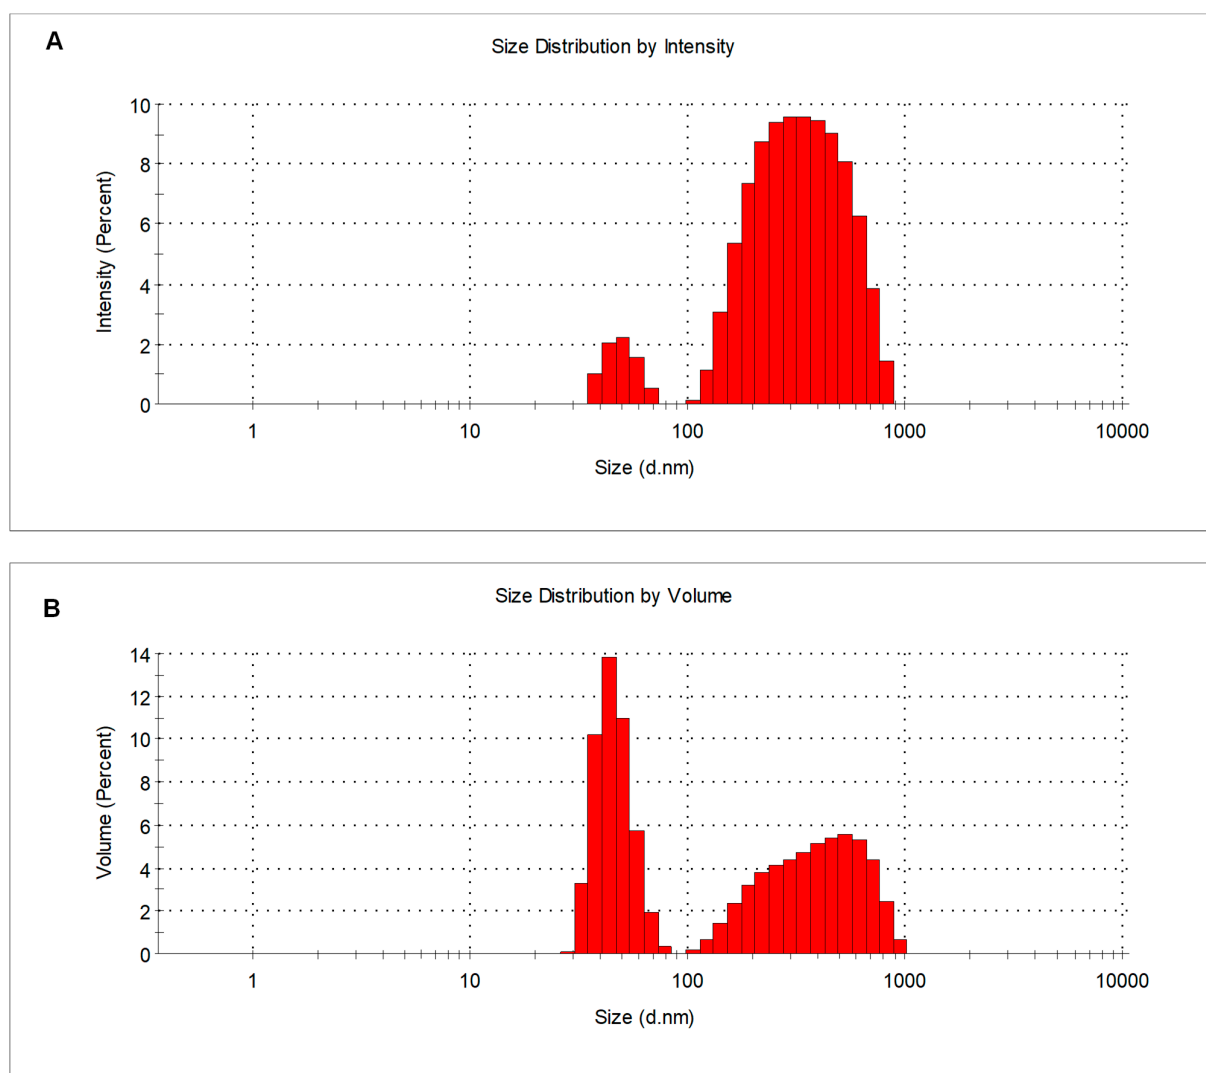 A
Size Distribution by Intensity
10
8
6
4
2
0
Intensity (Percent)
1 10 100 1000 10000
Size (d.nm)
B
Size Distribution by Volume
14
12
10
8
6
4
2
0
Volume (Percent)
1 10 100 1000 10000
Size (d.nm)